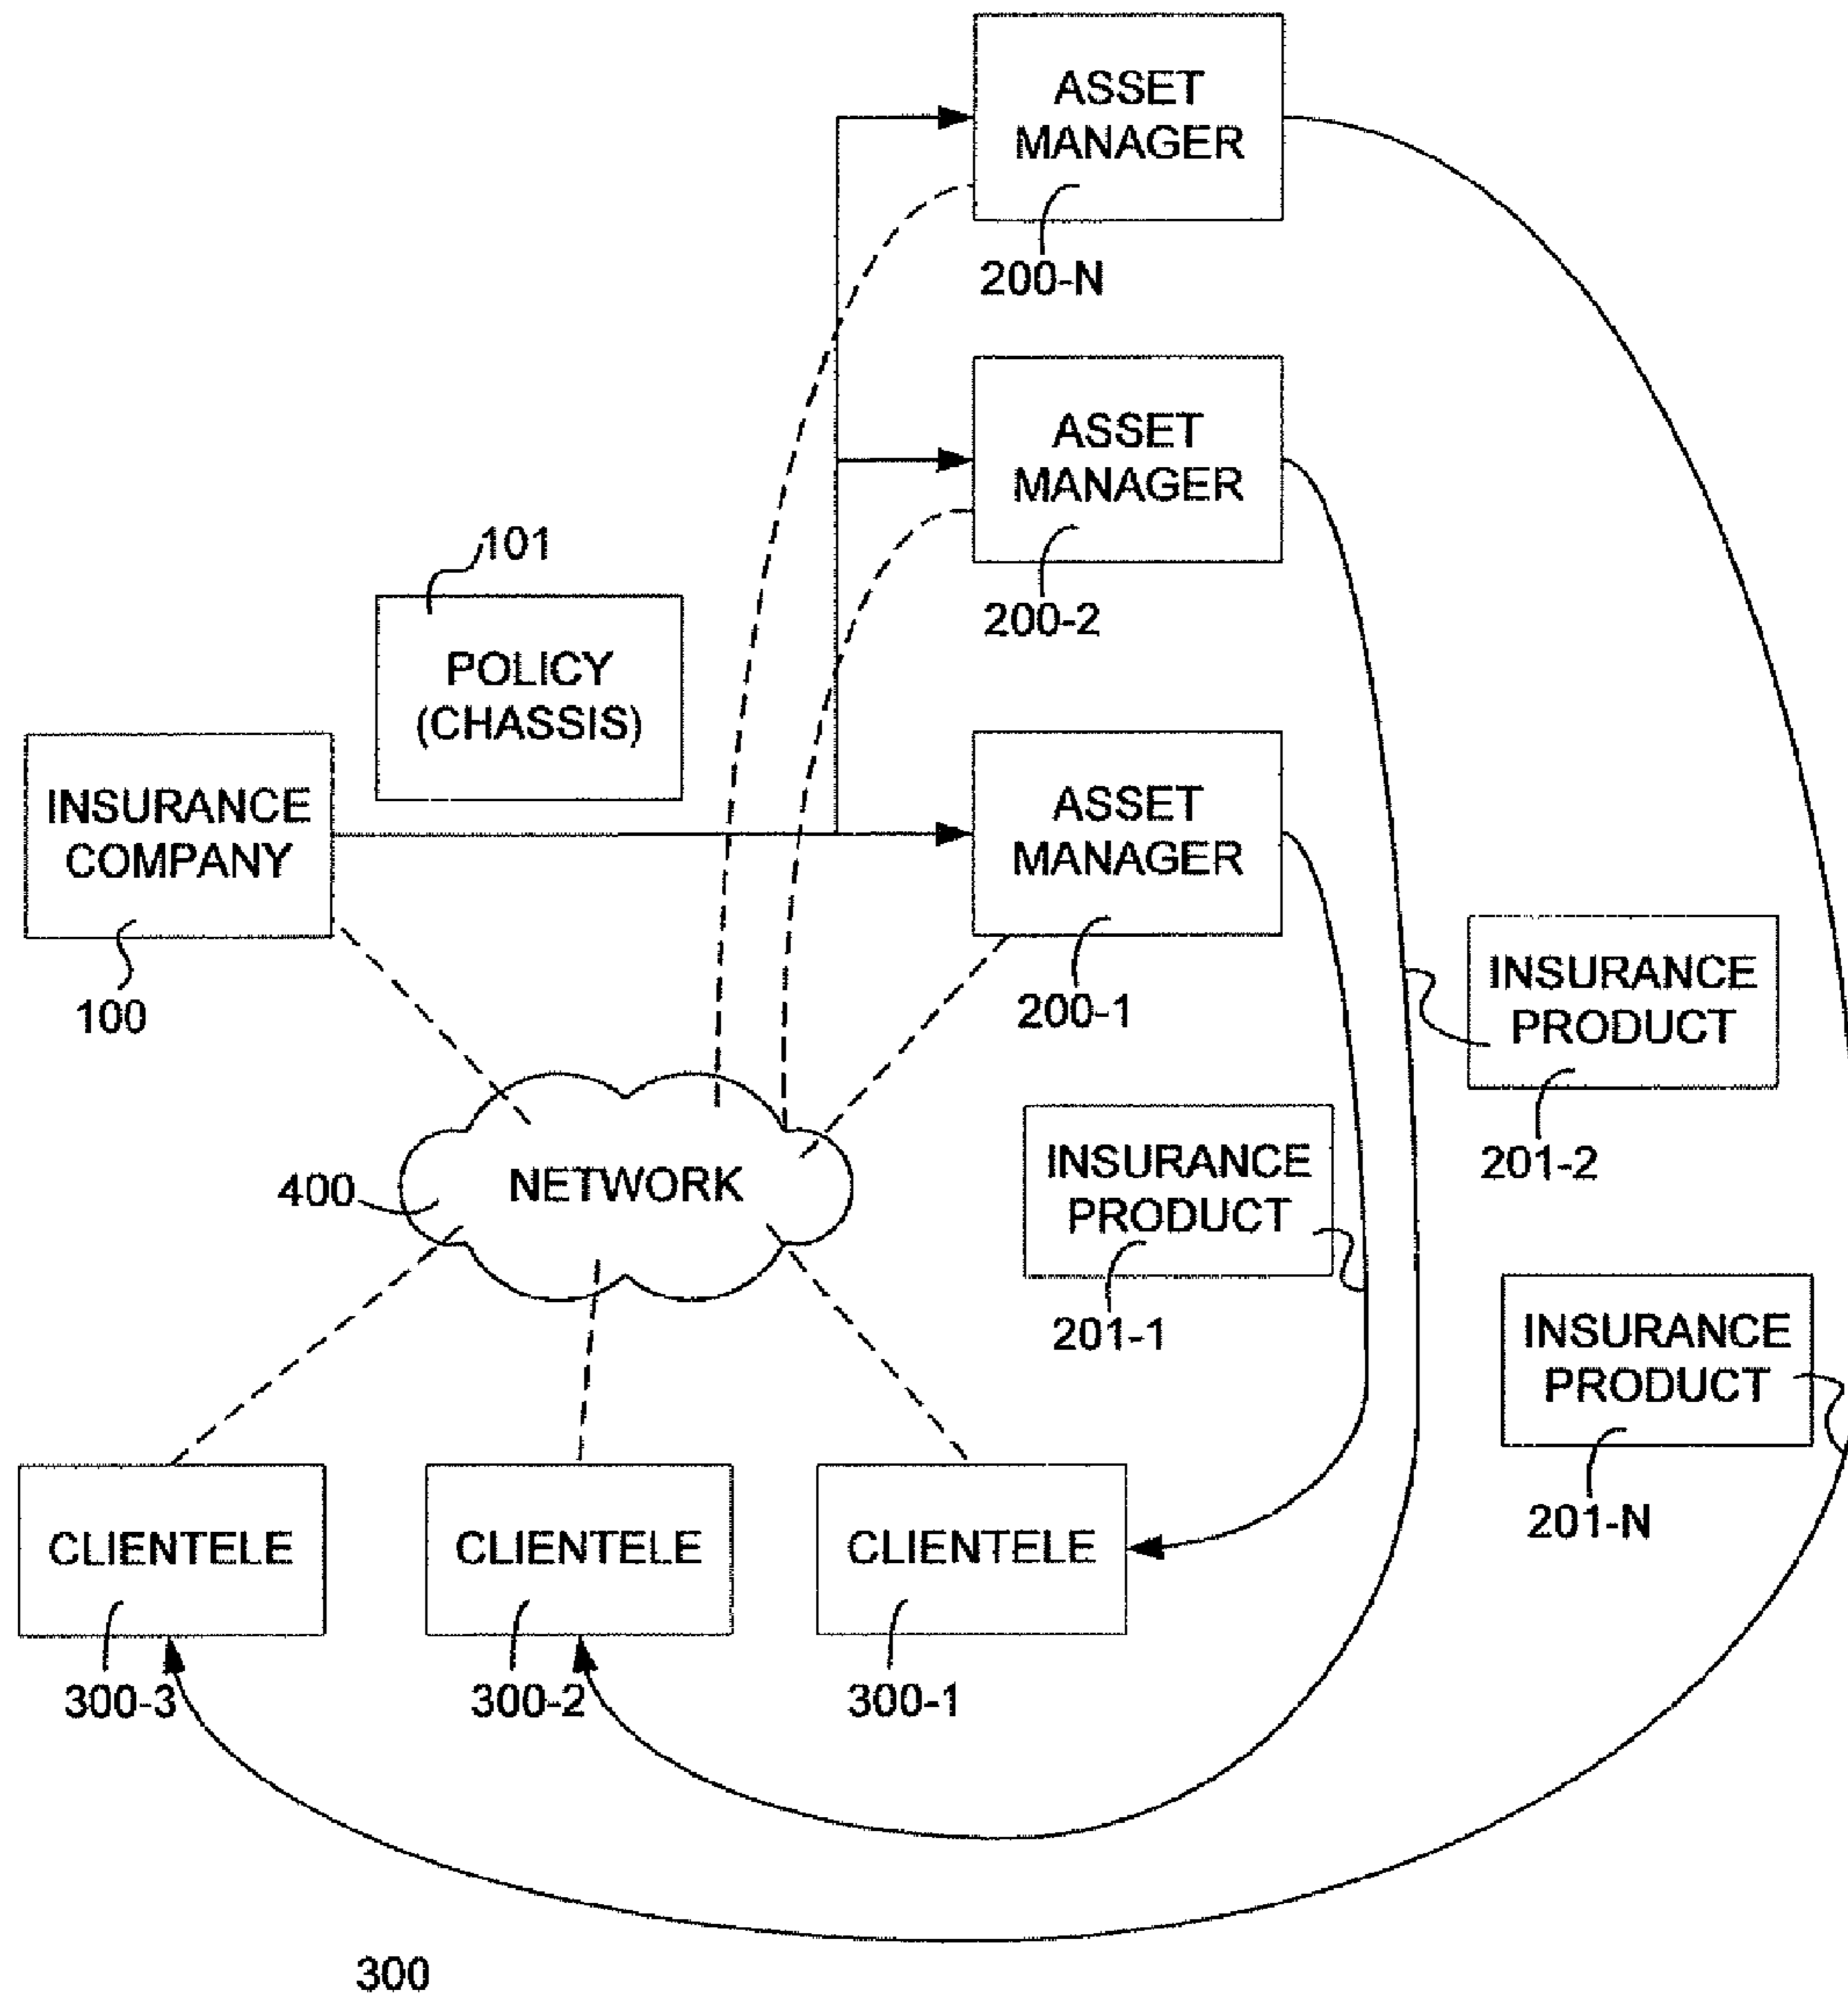 ASSET
MANAGER
200-N
ASSET
MANAGER
200-2
101
POLICY
(CHASSIS)
INSURANCE
COMPANY
100
ASSET
MANAGER
200-1
INSURANCE
PRODUCT
201-2
NETWORK
400
INSURANCE
PRODUCT
201-1
INSURANCE
PRODUCT
201-N
CLIENTELE
300-3
CLIENTELE
300-2
CLIENTELE
300-1
300